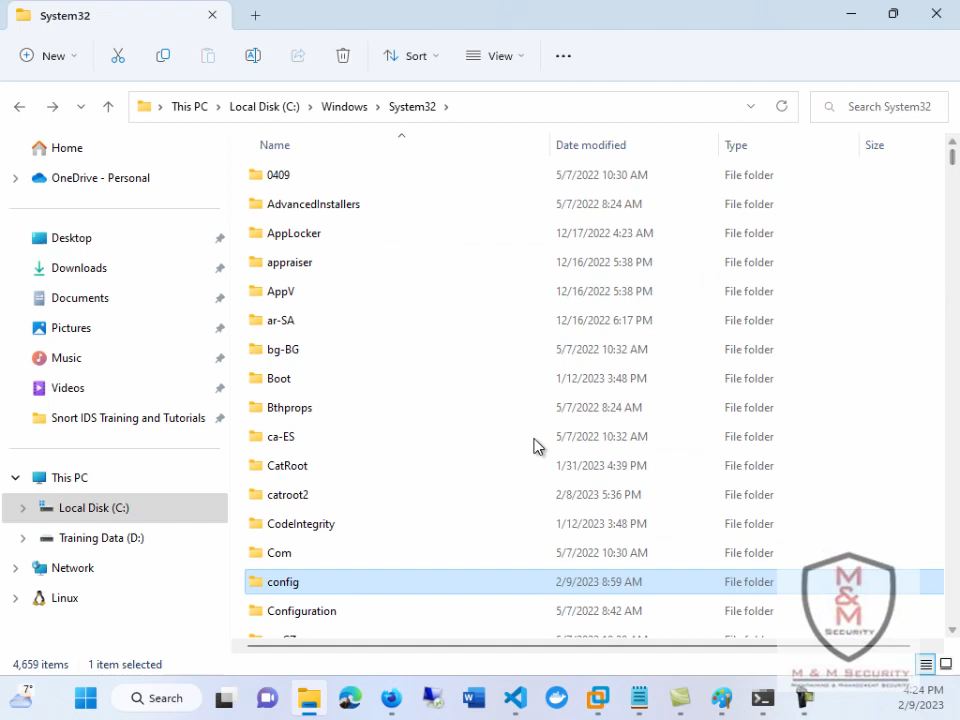 System32
New
Sort
View
This PC
Local Disk (C:)
Windows
System32
Search System32
Home
OneDrive - Personal
Desktop
Downloads
Documents
Pictures
Music
Videos
Snort IDS Training and Tutorials
This PC
Local Disk (C:)
Training Data (D:)
Network
Linux
Name Date modified Type Size
0409 5/7/2022 10:30 AM File folder
AdvancedInstallers 5/7/2022 8:24 AM File folder
AppLocker 12/17/2022 4:23 AM File folder
appraiser 12/16/2022 5:38 PM File folder
AppV 12/16/2022 5:38 PM File folder
ar-SA 12/16/2022 6:17 PM File folder
bg-BG 5/7/2022 10:32 AM File folder
Boot 1/12/2023 3:48 PM File folder
Bthprops 5/7/2022 8:24 AM File folder
ca-ES 5/7/2022 10:32 AM File folder
CatRoot 1/31/2023 4:39 PM File folder
catroot2 2/8/2023 5:36 PM File folder
CodeIntegrity 1/12/2023 3:48 PM File folder
Com 5/7/2022 10:30 AM File folder
config 2/9/2023 8:59 AM File folder
Configuration 5/7/2022 8:42 AM File folder
M
&
M
SECURITY
M & M SECURITY
4,659 items 1 item selected
7°
Search
4:24 PM
2/9/2023